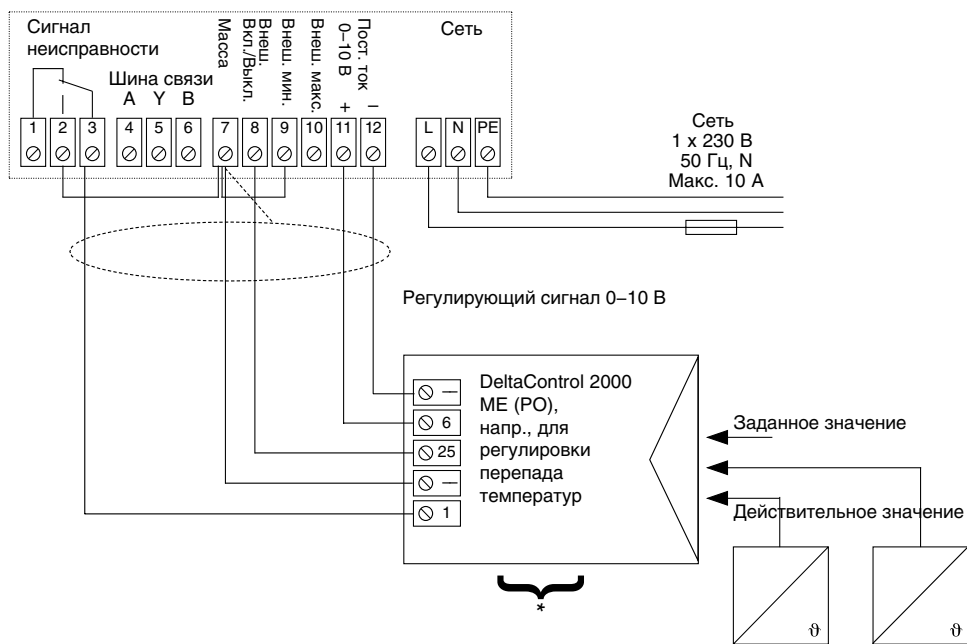 Сигнал
неисправности
Шина связи
A Y B
Масса
Внеш.
Вкл./Выкл.
Внеш. мин.
Внеш. макс.
0–10 В
+
Пост. ток
–
Сеть
1 2 3 4 5 6 7 8 9 10 11 12 L N PE
Сеть
1 x 230 В
50 Гц, N
Макс. 10 А
Регулирующий сигнал 0–10 В
DeltaControl 2000
ME (PO),
напр., для
регулировки
перепада
температур
—
6
25
—
1
Заданное значение
Действительное значение
*
ϑ ϑ